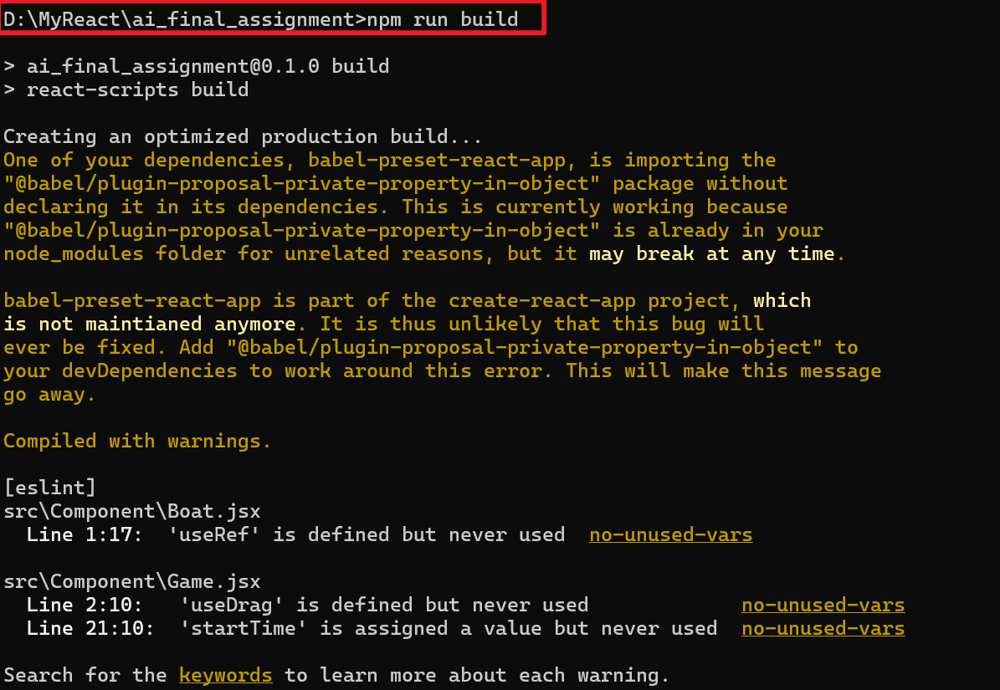 D:\MyReact\ai_final_assignment>npm run build
> ai_final_assignment@0.1.0 build
> react-scripts build
Creating an optimized production build...
One of your dependencies, babel-preset-react-app, is importing the
"@babel/plugin-proposal-private-property-in-object" package without
declaring it in its dependencies. This is currently working because
"@babel/plugin-proposal-private-property-in-object" is already in your
node_modules folder for unrelated reasons, but it may break at any time.
babel-preset-react-app is part of the create-react-app project, which
is not maintianed anymore. It is thus unlikely that this bug will
ever be fixed. Add "@babel/plugin-proposal-private-property-in-object" to
your devDependencies to work around this error. This will make this message
go away.
Compiled with warnings.
[eslint]
src\Component\Boat.jsx
Line 1:17: 'useRef' is defined but never used no-unused-vars
src\Component\Game.jsx
Line 2:10: 'useDrag' is defined but never used no-unused-vars
Line 21:10: 'startTime' is assigned a value but never used no-unused-vars
Search for the keywords to learn more about each warning.